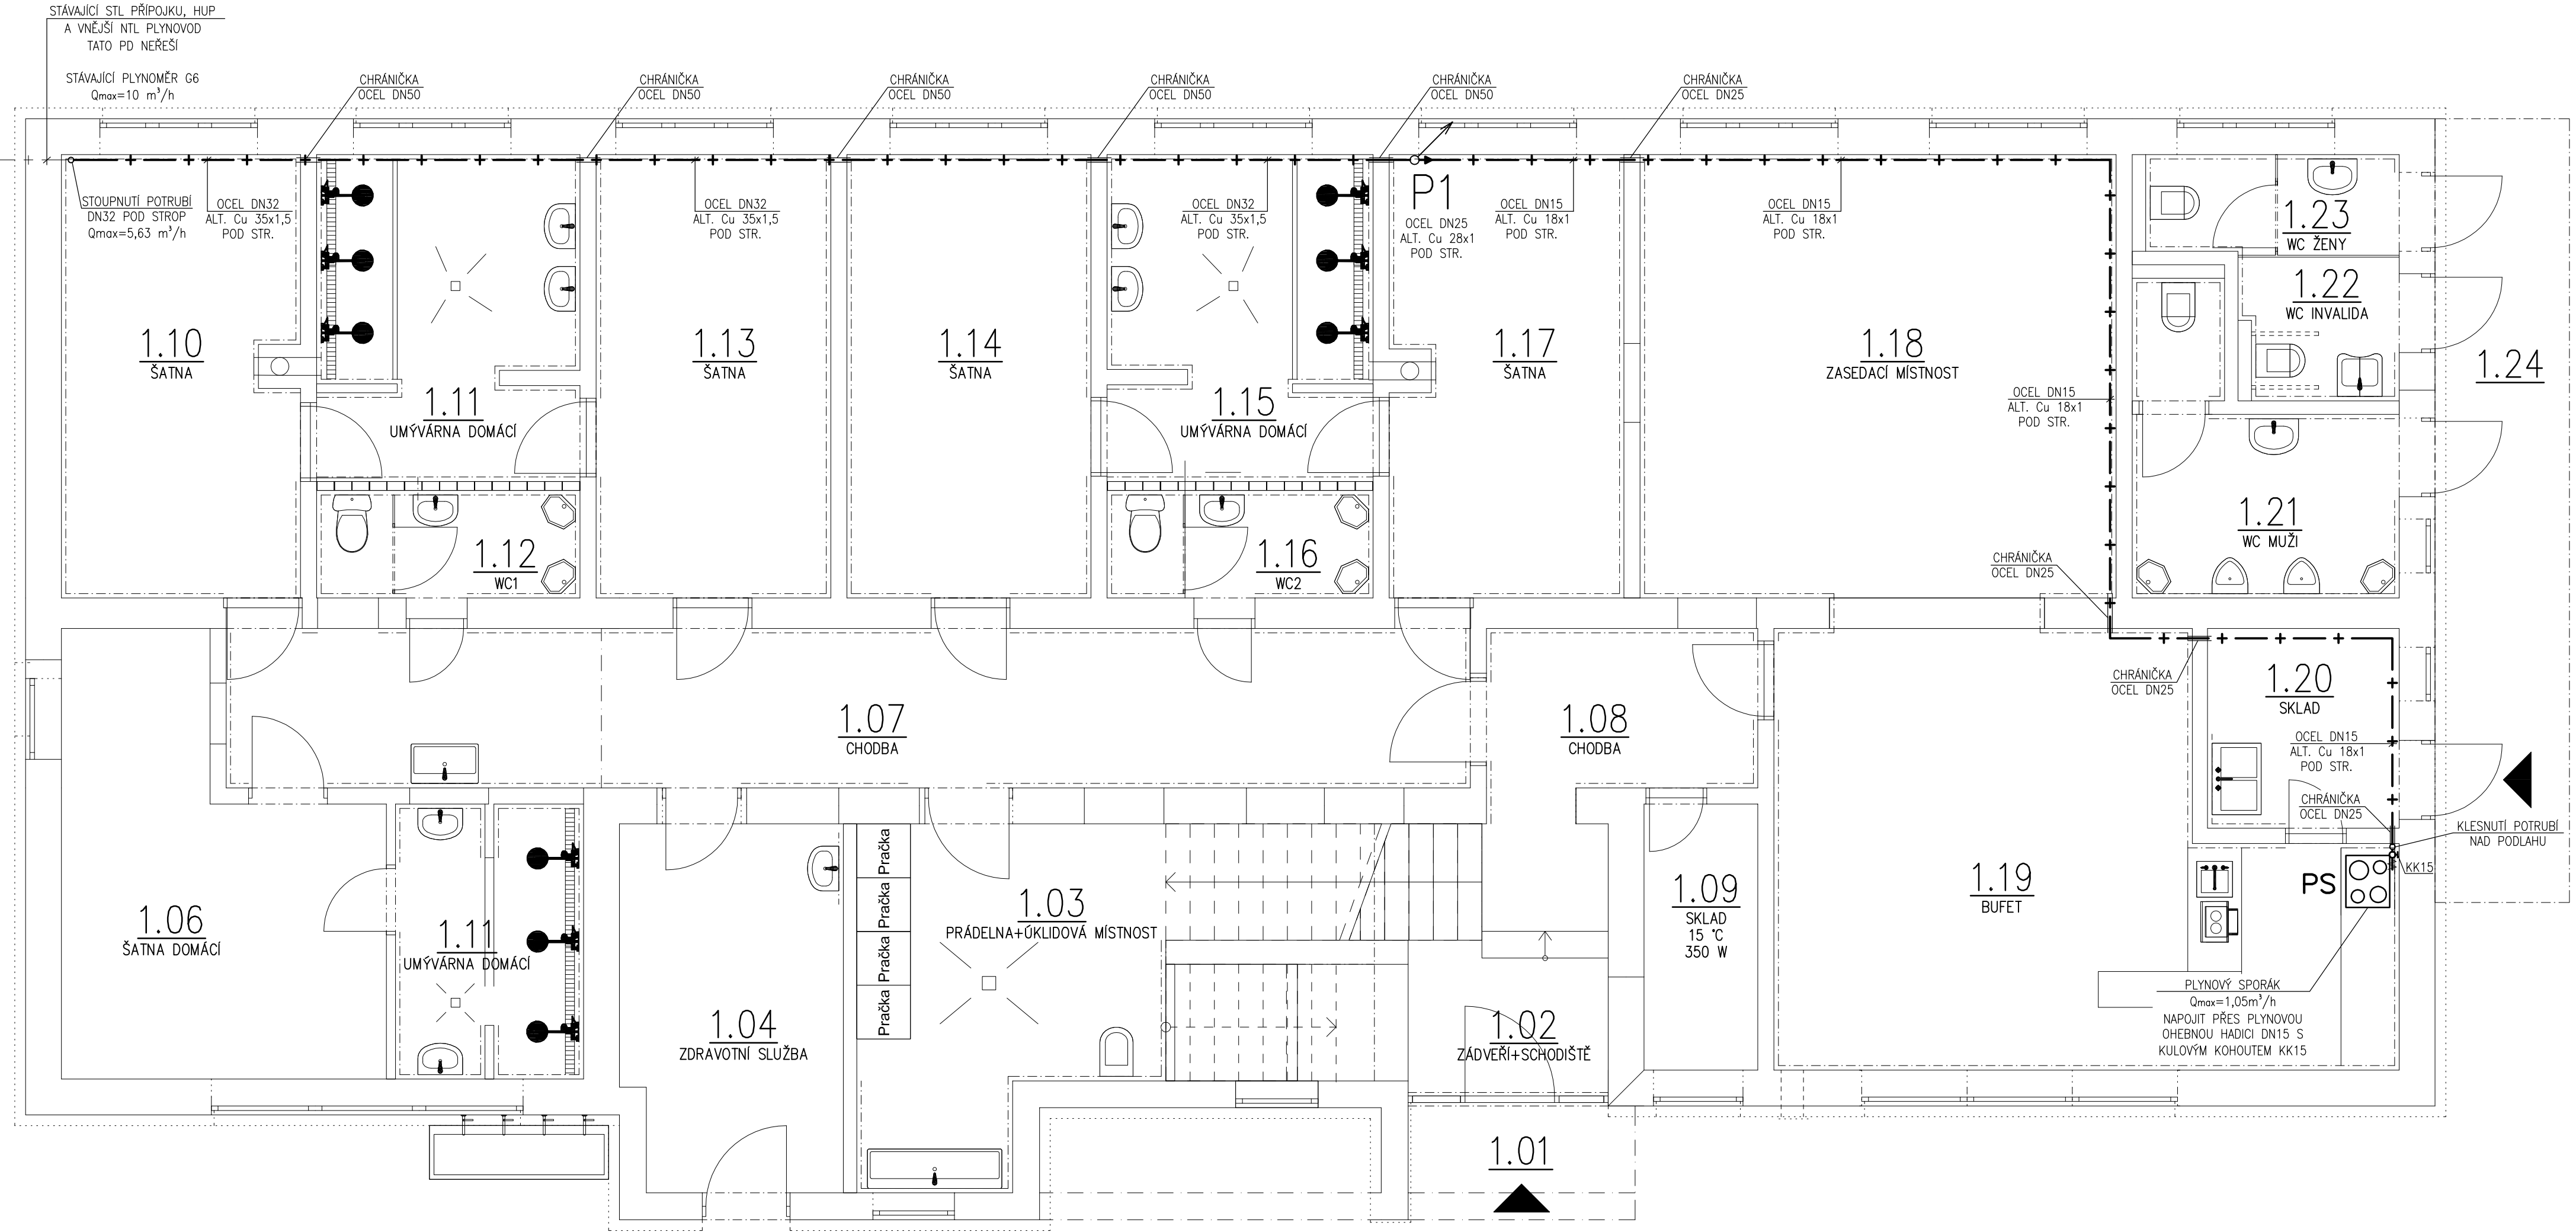 STÁVAJÍCÍ STL PŘÍPOJKU, HUP
A VNĚJŠÍ NTL PLYNOVOD
TATO PD NEŘEŠÍ
STÁVAJÍCÍ PLYNOMĚR G6
Qmax=10 m³/h
CHRÁNIČKA
OCEL DN50
CHRÁNIČKA
OCEL DN50
CHRÁNIČKA
OCEL DN50
CHRÁNIČKA
OCEL DN50
CHRÁNIČKA
OCEL DN50
CHRÁNIČKA
OCEL DN25
STOUPNUTÍ POTRUBÍ
DN32 POD STROP
Qmax=5,63 m³/h
OCEL DN32
ALT. Cu 35x1,5
POD STR.
OCEL DN32
ALT. Cu 35x1,5
POD STR.
OCEL DN32
ALT. Cu 35x1,5
POD STR.
P1
OCEL DN25
ALT. Cu 28x1
POD STR.
OCEL DN15
ALT. Cu 18x1
POD STR.
OCEL DN15
ALT. Cu 18x1
POD STR.
1.23
WC ŽENY
1.22
WC INVALIDA
1.24
1.10
ŠATNA
1.11
UMÝVÁRNA DOMÁCÍ
1.13
ŠATNA
1.14
ŠATNA
1.15
UMÝVÁRNA DOMÁCÍ
1.17
ŠATNA
1.18
ZASEDACÍ MÍSTNOST
OCEL DN15
ALT. Cu 18x1
POD STR.
1.12
WC1
1.16
WC2
1.21
WC MUŽI
CHRÁNIČKA
OCEL DN25
CHRÁNIČKA
OCEL DN25
1.20
SKLAD
OCEL DN15
ALT. Cu 18x1
POD STR.
CHRÁNIČKA
OCEL DN25
KLESNUTÍ POTRUBÍ
NAD PODLAHU
KK15
1.07
CHODBA
1.08
CHODBA
1.06
ŠATNA DOMÁCÍ
1.11
UMÝVÁRNA DOMÁCÍ
1.04
ZDRAVOTNÍ SLUŽBA
Pračka
Pračka
Pračka
Pračka
1.03
PRÁDELNA+ÚKLIDOVÁ MÍSTNOST
1.02
ZÁDVEŘÍ+SCHODIŠTĚ
1.09
SKLAD
15 °C
350 W
1.19
BUFET
PS
PLYNOVÝ SPORÁK
Qmax=1,05m³/h
NAPOJIT PŘES PLYNOVOU
OHEBNOU HADICI DN15 S
KULOVÝM KOHOUTEM KK15
1.01